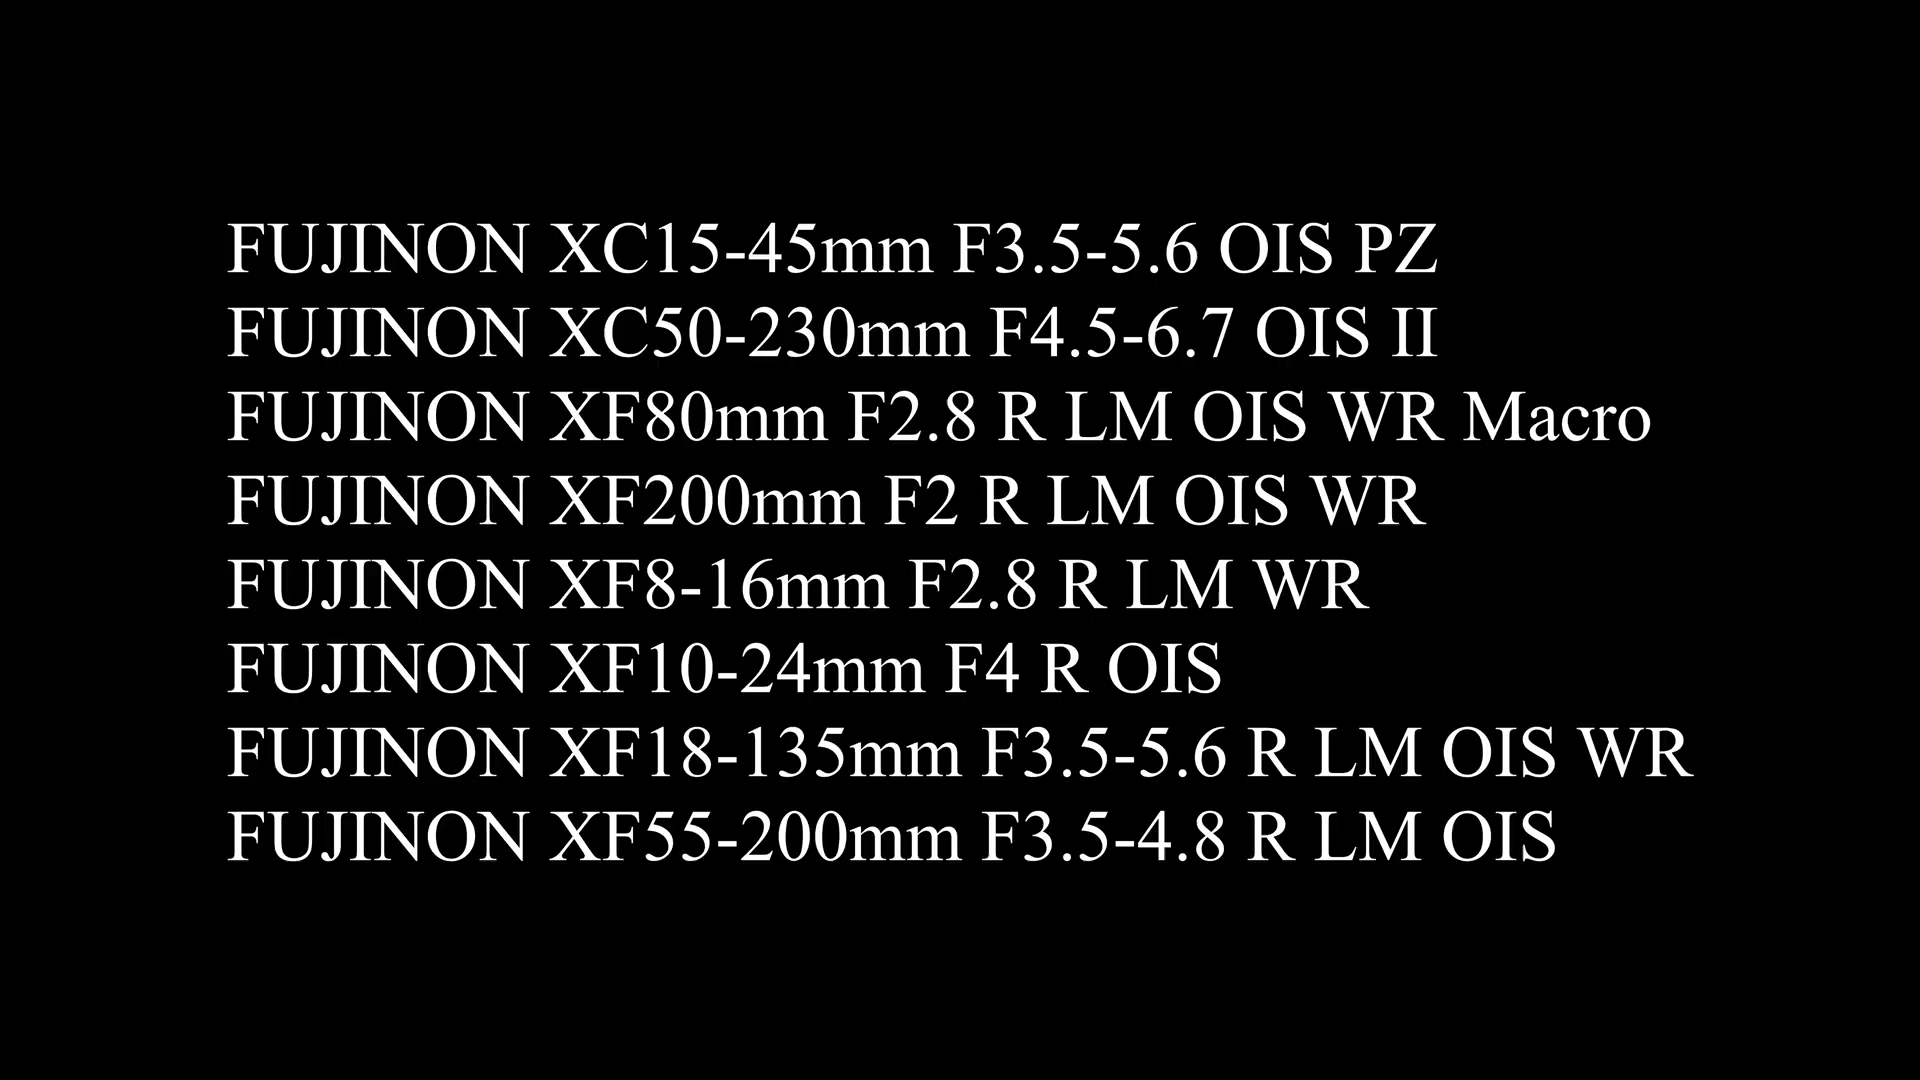 FUJINON XC15-45mm F3.5-5.6 OIS PZ
FUJINON XC50-230mm F4.5-6.7 OIS II
FUJINON XF80mm F2.8 R LM OIS WR Macro
FUJINON XF200mm F2 R LM OIS WR
FUJINON XF8-16mm F2.8 R LM WR
FUJINON XF10-24mm F4 R OIS
FUJINON XF18-135mm F3.5-5.6 R LM OIS WR
FUJINON XF55-200mm F3.5-4.8 R LM OIS